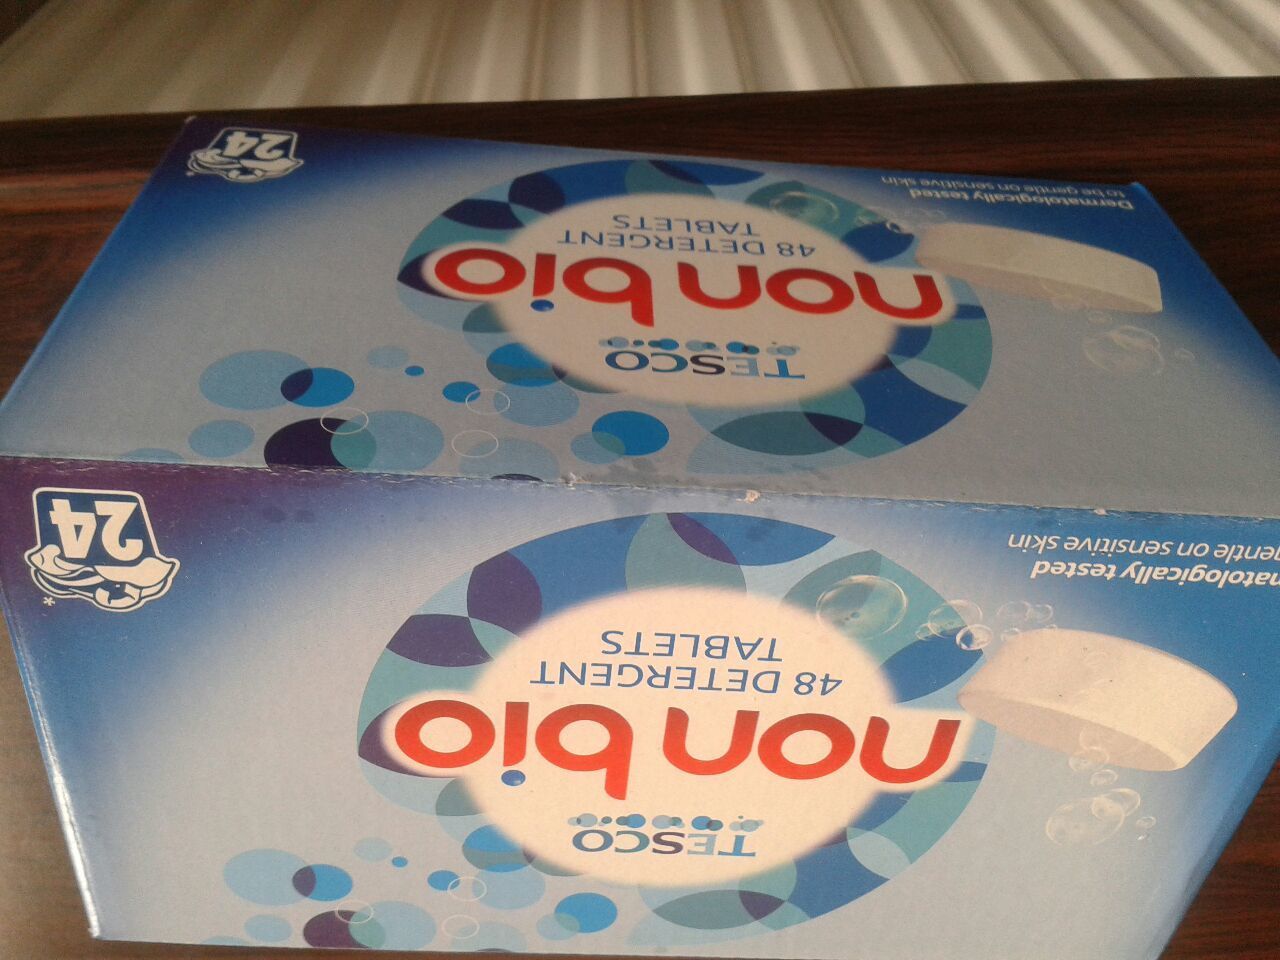 TESCO
non bio
48 DETERGENT
TABLETS
24
*
matologically tested
gentle on sensitive skin
TESCO
non bio
48 DETERGENT
TABLETS
24
Dermatologically tested
to be gentle on sensitive skin